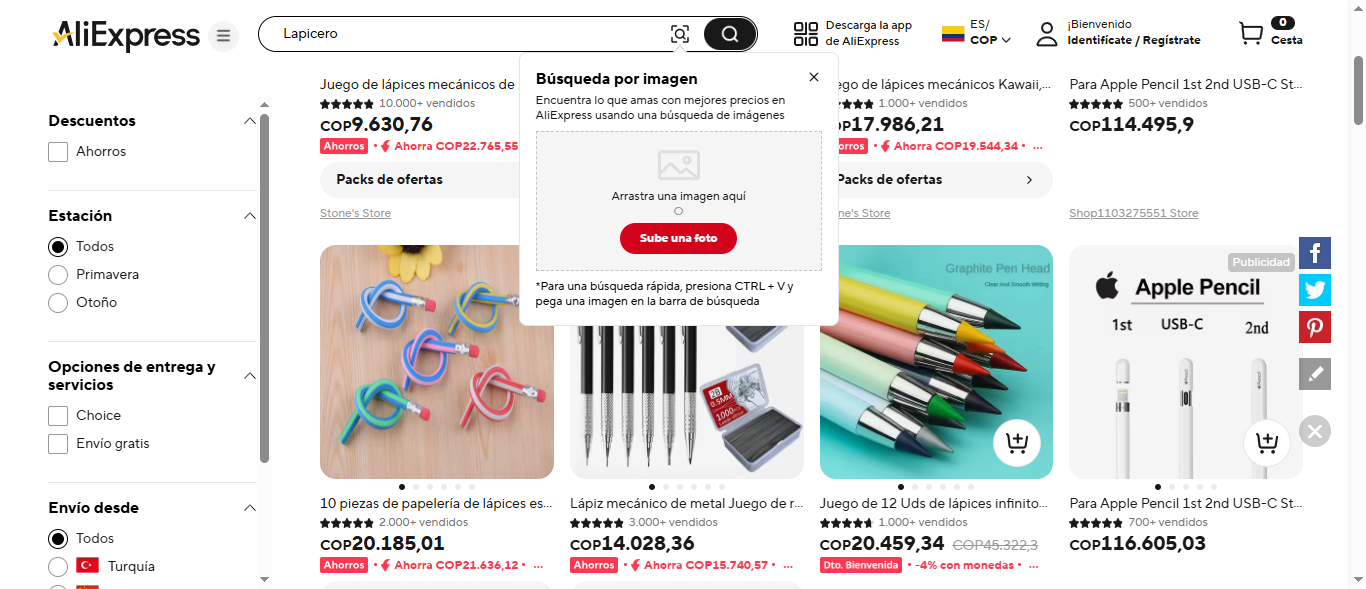 AliExpress
Lapicero
Descarga la app
de AliExpress
ES/
COP
¡Bienvenido
Identifícate / Regístrate
0
Cesta
Descuentos
Ahorros
Estación
Todos
Primavera
Otoño
Opciones de entrega y
servicios
Choice
Envío gratis
Envío desde
Todos
Turquía
Búsqueda por imagen
Encuentra lo que amas con mejores precios en
AliExpress usando una búsqueda de imágenes
Arrastra una imagen aquí
O
Sube una foto
*Para una búsqueda rápida, presiona CTRL + V y
pega una imagen en la barra de búsqueda
Juego de lápices mecánicos de
10.000+ vendidos
COP9.630,76
Ahorros
Ahorra COP22.765,55
Packs de ofertas
Stone's Store
ego de lápices mecánicos Kawaii,...
1.000+ vendidos
OP17.986,21
orros
Ahorra COP19.544,34
...
Packs de ofertas
ne's Store
Para Apple Pencil 1st 2nd USB-C St...
500+ vendidos
COP114.495,9
Shop1103275551 Store
10 piezas de papelería de lápices es...
2.000+ vendidos
COP20.185,01
Ahorros
Ahorra COP21.636,12
...
2B
0.5MM
Lápiz mecánico de metal Juego de r...
3.000+ vendidos
COP14.028,36
Ahorros
Ahorra COP15.740,57
...
Graphite Pen Head
Clear And Smooth Writing
Juego de 12 Uds de lápices infinito...
1.000+ vendidos
COP20.459,34 COP45.322,3
Dto. Bienvenida
-4% con monedas
...
Publicidad
Apple Pencil
1st
USB-C
2nd
Para Apple Pencil 1st 2nd USB-C St...
700+ vendidos
COP116.605,03